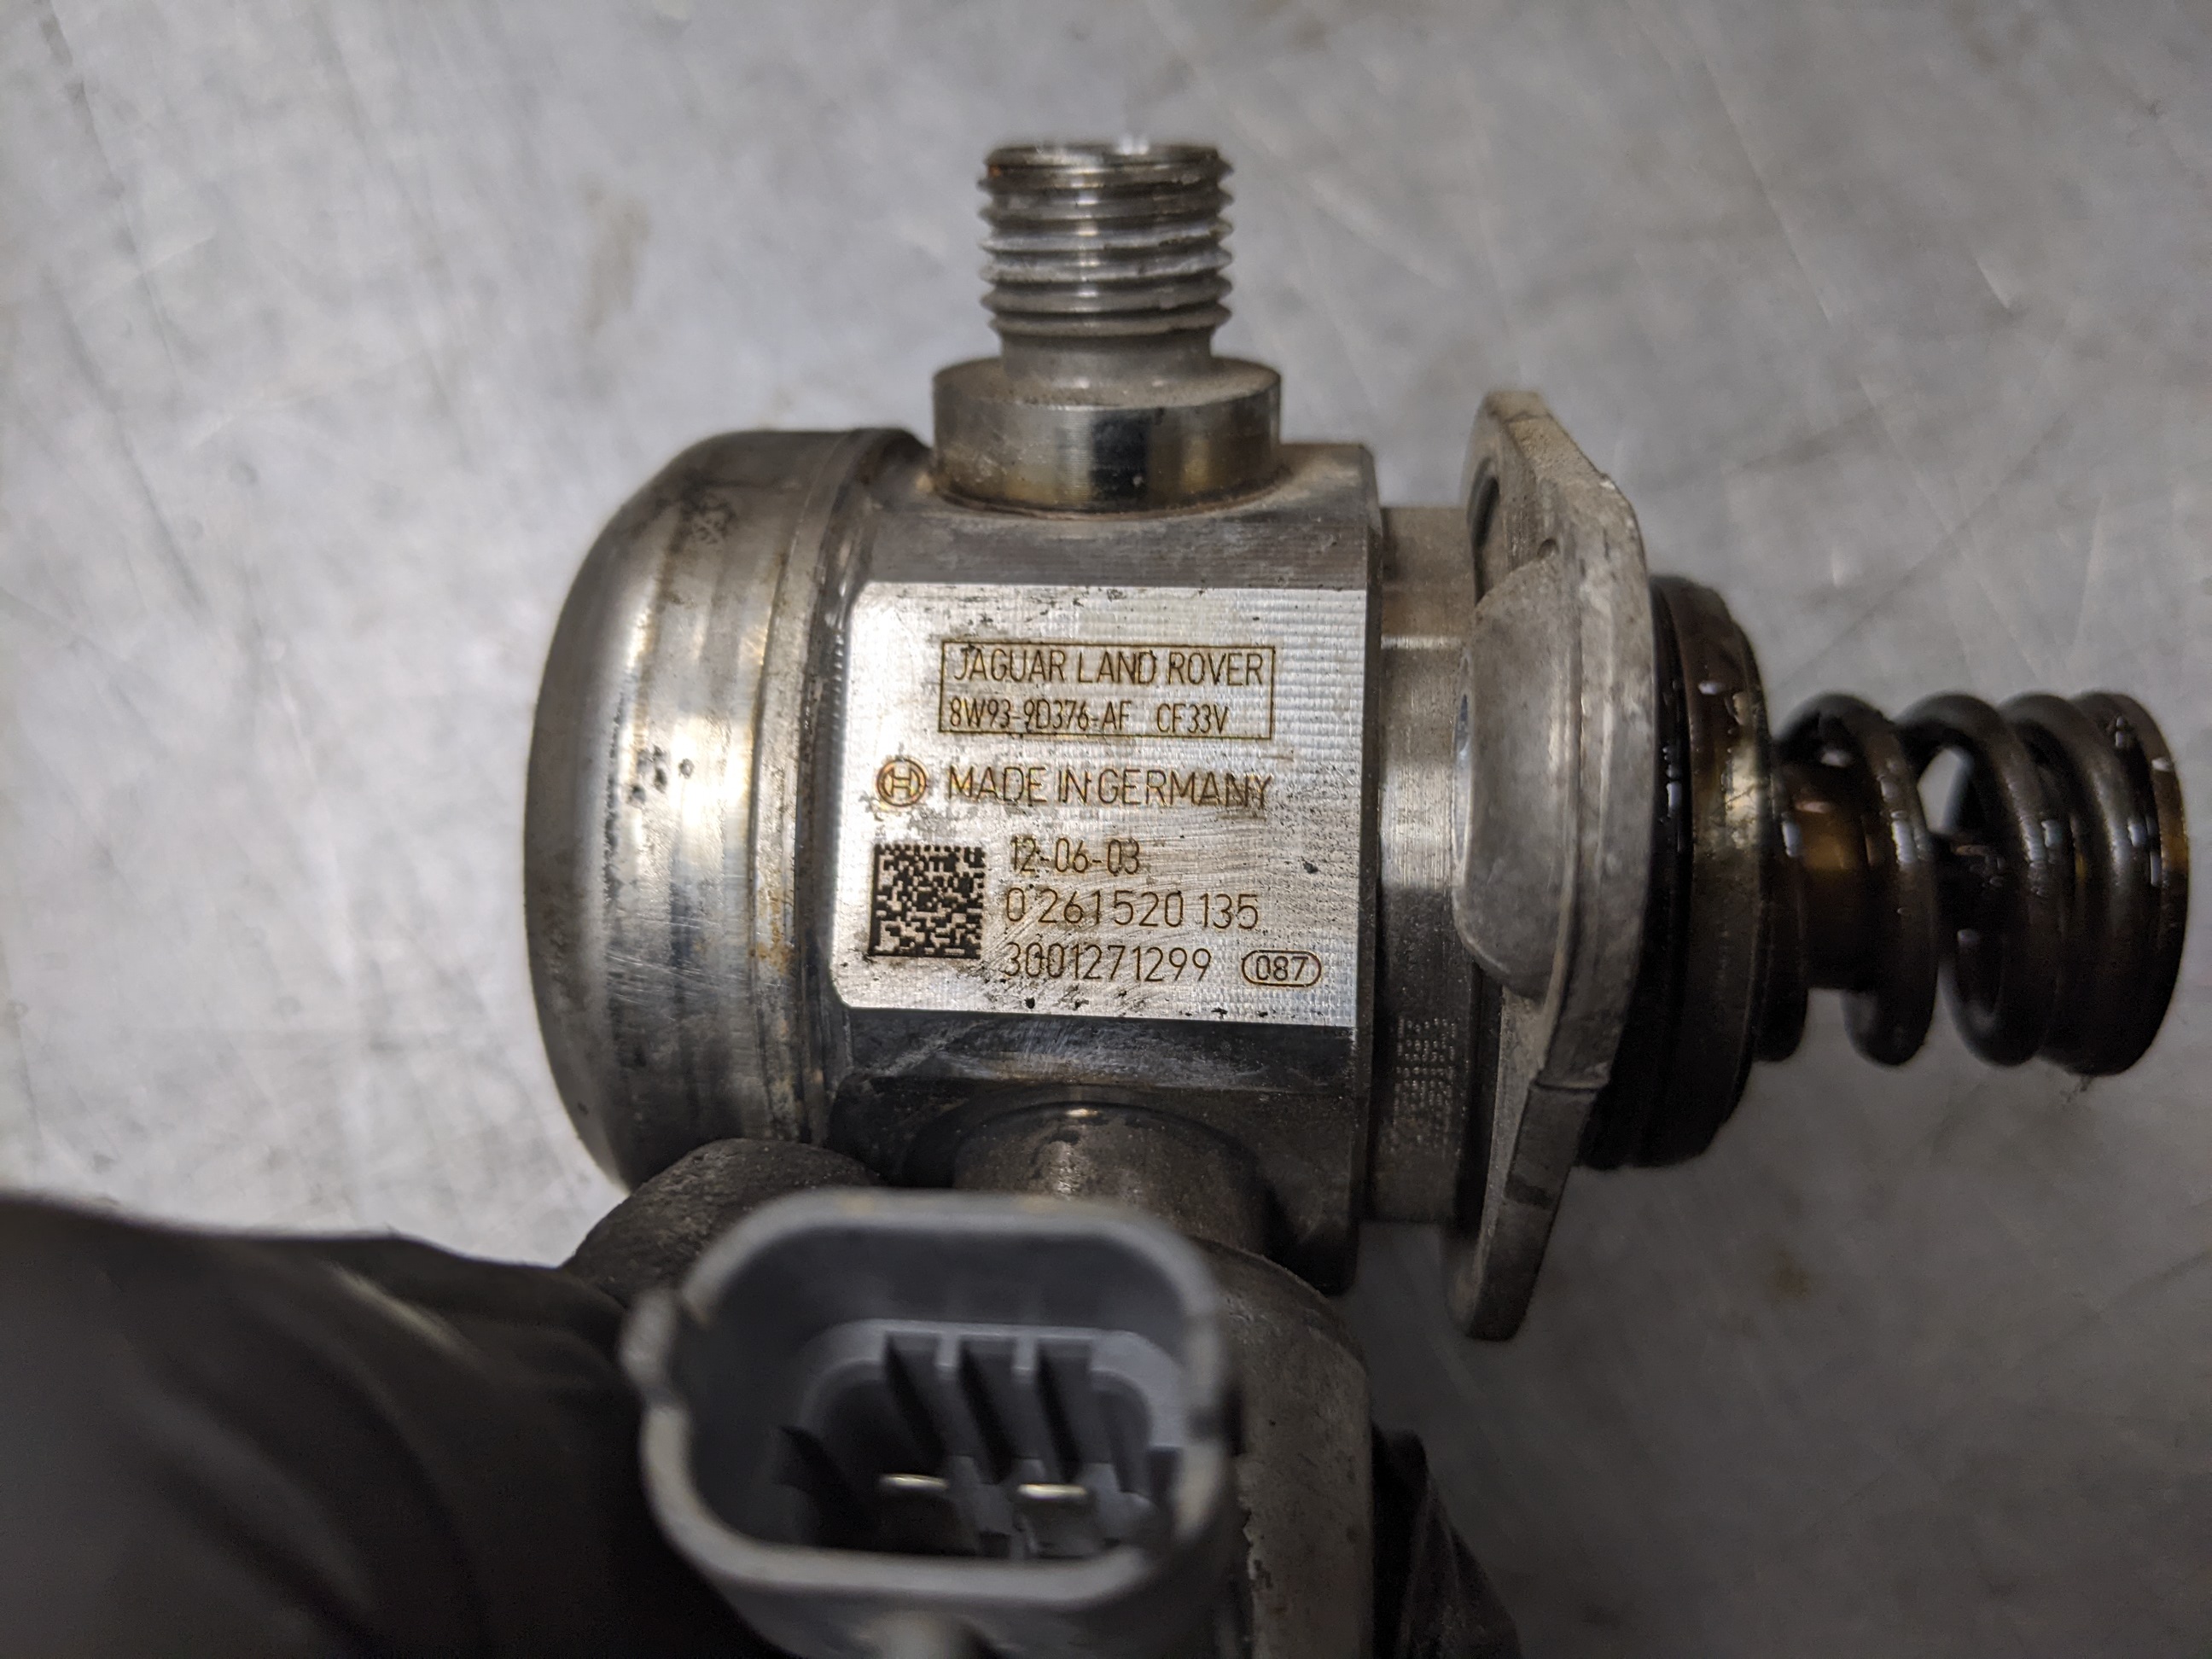 JAGUAR LAND ROVER
8W93-9D376-AF CF33V
MADE IN GERMANY
12-06-03
0 261 520 135
3001271299 087